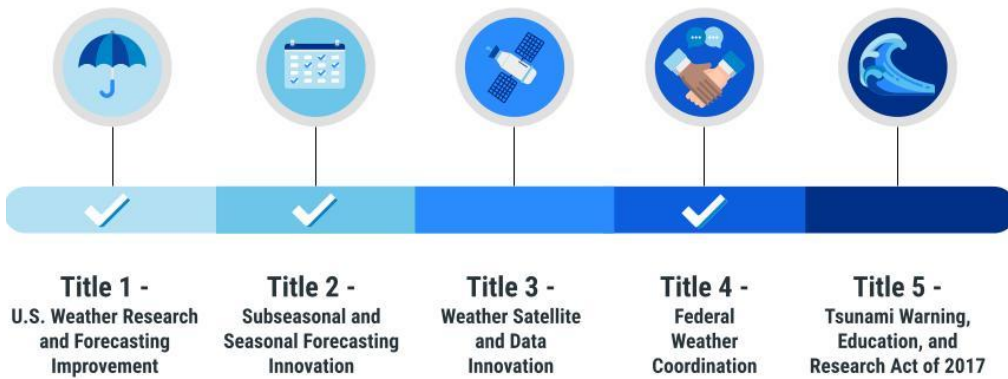 Title 1 -
U.S. Weather Research
and Forecasting
Improvement
Title 2 -
Subseasonal and
Seasonal Forecasting
Innovation
Title 3 -
Weather Satellite
and Data
Innovation
Title 4 -
Federal
Weather
Coordination
Title 5 -
Tsunami Warning,
Education, and
Research Act of 2017